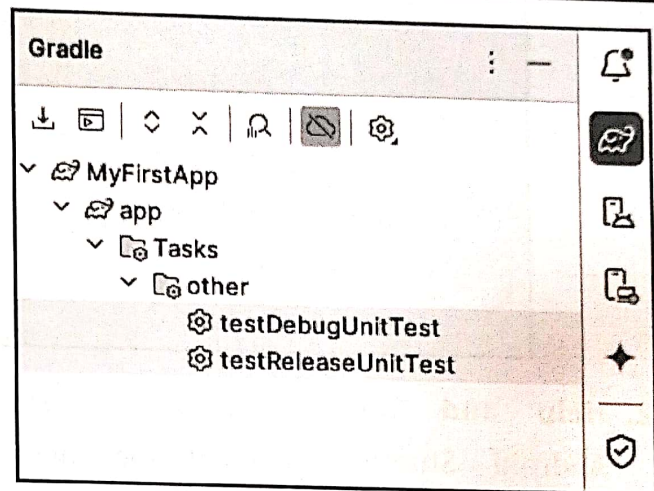 Gradle
MyFirstApp
app
Tasks
other
testDebugUnitTest
testReleaseUnitTest